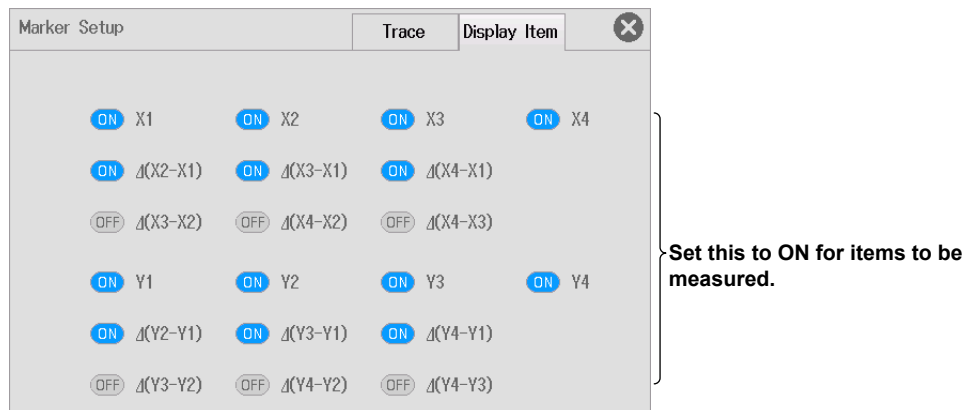 Marker Setup Trace Display Item
ON X1 ON X2 ON X3 ON X4
ON Δ(X2-X1) ON Δ(X3-X1) ON Δ(X4-X1)
OFF Δ(X3-X2) OFF Δ(X4-X2) OFF Δ(X4-X3)
Set this to ON for items to be
measured.
ON Y1 ON Y2 ON Y3 ON Y4
ON Δ(Y2-Y1) ON Δ(Y3-Y1) ON Δ(Y4-Y1)
OFF Δ(Y3-Y2) OFF Δ(Y4-Y2) OFF Δ(Y4-Y3)